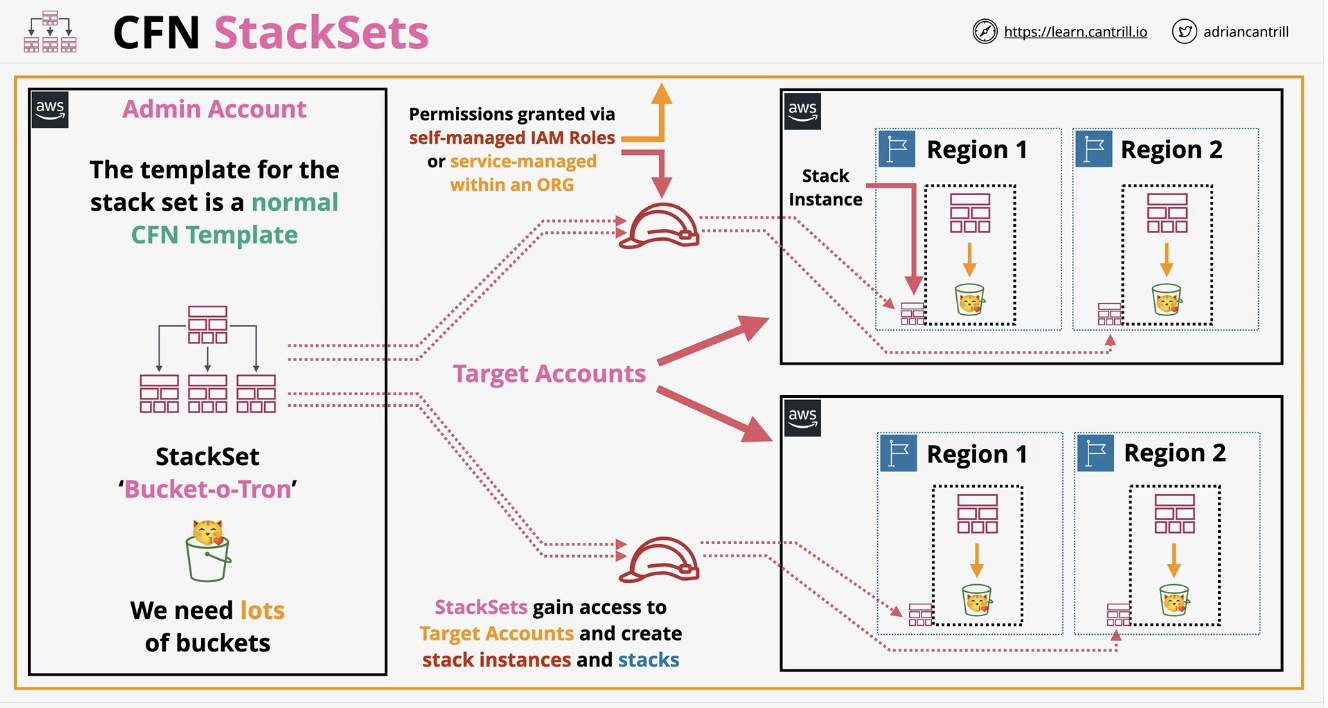 CFN StackSets
https://learn.cantrill.io
adriancantrill
aws
Admin Account
The template for the
stack set is a normal
CFN Template
StackSet
‘Bucket-o-Tron’
We need lots
of buckets
Permissions granted via
self-managed IAM Roles
or service-managed
within an ORG
Target Accounts
StackSets gain access to
Target Accounts and create
stack instances and stacks
aws
Region 1
Region 2
Stack
Instance
aws
Region 1
Region 2